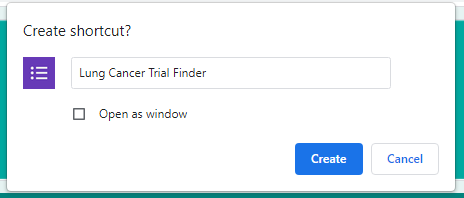 Create shortcut?
Lung Cancer Trial Finder
Open as window
Create Cancel